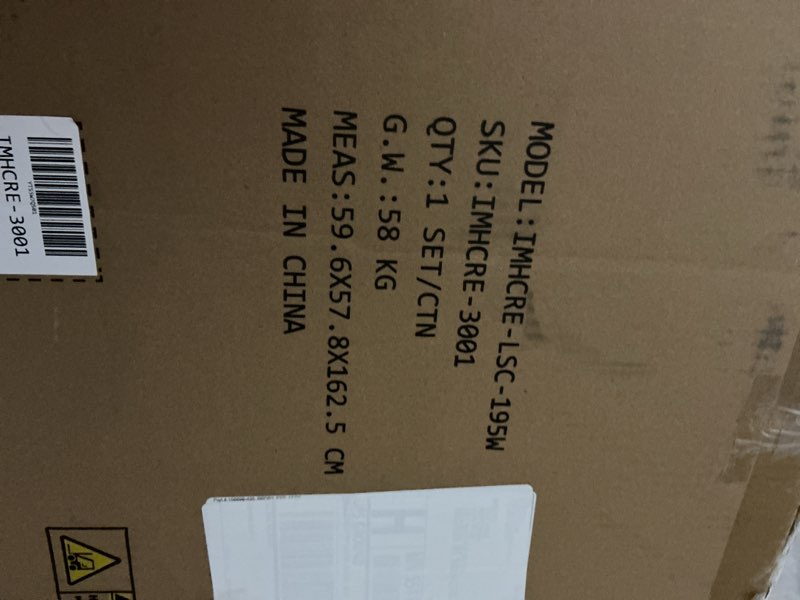 MODEL:IMHCRE-LSC-195W
SKU:IMHCRE-3001
QTY:1 SET/CTN
G.W.:58 KG
MEAS:59.6X57.8X162.5 CM
MADE IN CHINA
IMHCRE-3001